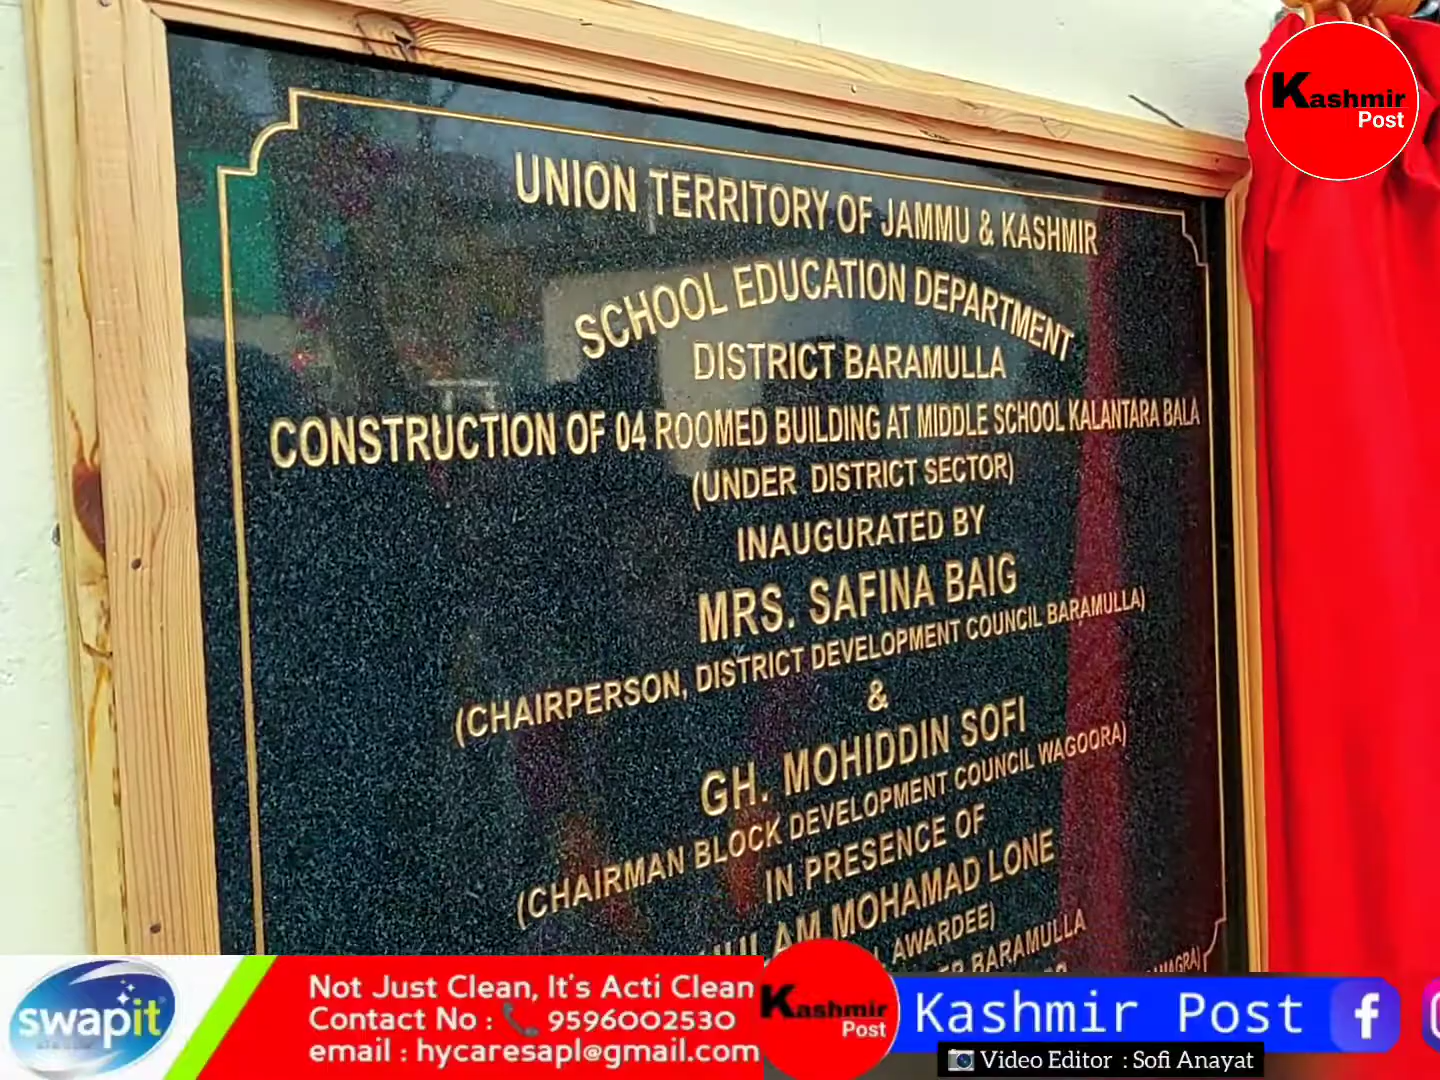 Kashmir
Post
UNION TERRITORY OF JAMMU & KASHMIR
SCHOOL EDUCATION DEPARTMENT
DISTRICT BARAMULLA
CONSTRUCTION OF 04 ROOMED BUILDING AT MIDDLE SCHOOL KALANTARA BALA
(UNDER DISTRICT SECTOR)
INAUGURATED BY
MRS. SAFINA BAIG
(CHAIRPERSON, DISTRICT DEVELOPMENT COUNCIL BARAMULLA)
&
GH. MOHIDDIN SOFI
(CHAIRMAN BLOCK DEVELOPMENT COUNCIL WAGOORA)
IN PRESENCE OF
MOHAMAD LONE
AWARDEE)
BARAMULLA
swapit
Not Just Clean, It's Acti Clean
Contact No : 📞 9596002530
email : hycaresapl@gmail.com
Kashmir
Post
Kashmir Post
📷 Video Editor : Sofi Anayat